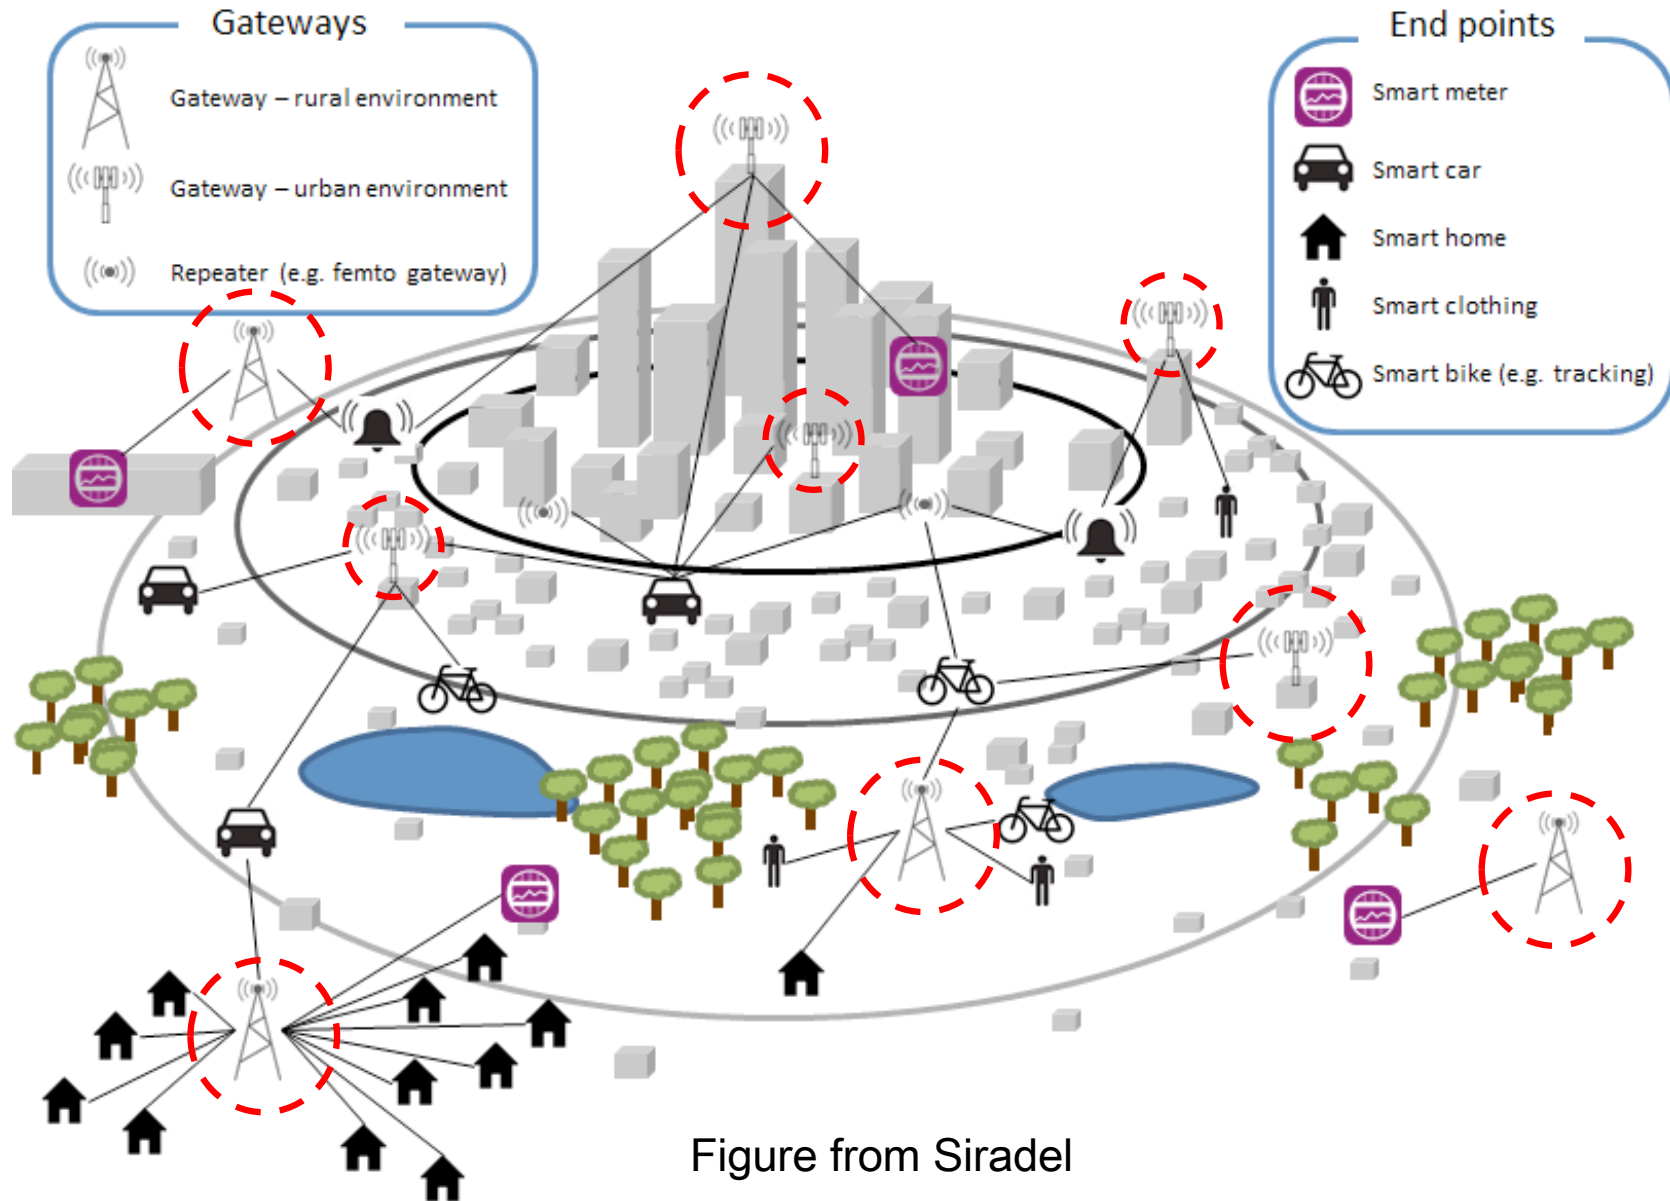 Gateways
Gateway – rural environment
Gateway – urban environment
Repeater (e.g. femto gateway)
End points
Smart meter
Smart car
Smart home
Smart clothing
Smart bike (e.g. tracking)
Figure from Siradel